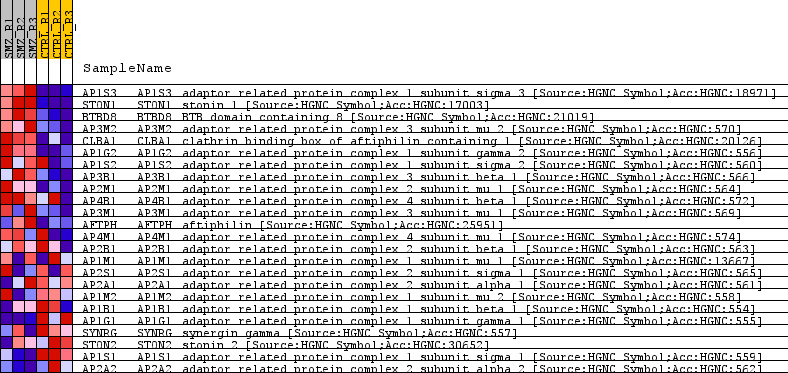 SMZ_R1
SMZ_R2
SMZ_R3
CTRL_R1
CTRL_R2
CTRL_R3
SampleName
AP1S3 AP1S3 adaptor related protein complex 1 subunit sigma 3 [Source:HGNC Symbol;Acc:HGNC:18971]
STON1 STON1 stonin 1 [Source:HGNC Symbol;Acc:HGNC:17003]
BTBD8 BTBD8 BTB domain containing 8 [Source:HGNC Symbol;Acc:HGNC:21019]
AP3M2 AP3M2 adaptor related protein complex 3 subunit mu 2 [Source:HGNC Symbol;Acc:HGNC:570]
CLBA1 CLBA1 clathrin binding box of aftiphilin containing 1 [Source:HGNC Symbol;Acc:HGNC:20126]
AP1G2 AP1G2 adaptor related protein complex 1 subunit gamma 2 [Source:HGNC Symbol;Acc:HGNC:556]
AP1S2 AP1S2 adaptor related protein complex 1 subunit sigma 2 [Source:HGNC Symbol;Acc:HGNC:560]
AP3B1 AP3B1 adaptor related protein complex 3 subunit beta 1 [Source:HGNC Symbol;Acc:HGNC:566]
AP2M1 AP2M1 adaptor related protein complex 2 subunit mu 1 [Source:HGNC Symbol;Acc:HGNC:564]
AP4B1 AP4B1 adaptor related protein complex 4 subunit beta 1 [Source:HGNC Symbol;Acc:HGNC:572]
AP3M1 AP3M1 adaptor related protein complex 3 subunit mu 1 [Source:HGNC Symbol;Acc:HGNC:569]
AFTPH AFTPH aftiphilin [Source:HGNC Symbol;Acc:HGNC:25951]
AP4M1 AP4M1 adaptor related protein complex 4 subunit mu 1 [Source:HGNC Symbol;Acc:HGNC:574]
AP2B1 AP2B1 adaptor related protein complex 2 subunit beta 1 [Source:HGNC Symbol;Acc:HGNC:563]
AP1M1 AP1M1 adaptor related protein complex 1 subunit mu 1 [Source:HGNC Symbol;Acc:HGNC:13667]
AP2S1 AP2S1 adaptor related protein complex 2 subunit sigma 1 [Source:HGNC Symbol;Acc:HGNC:565]
AP2A1 AP2A1 adaptor related protein complex 2 subunit alpha 1 [Source:HGNC Symbol;Acc:HGNC:561]
AP1M2 AP1M2 adaptor related protein complex 1 subunit mu 2 [Source:HGNC Symbol;Acc:HGNC:558]
AP1B1 AP1B1 adaptor related protein complex 1 subunit beta 1 [Source:HGNC Symbol;Acc:HGNC:554]
AP1G1 AP1G1 adaptor related protein complex 1 subunit gamma 1 [Source:HGNC Symbol;Acc:HGNC:555]
SYNRG SYNRG synergin gamma [Source:HGNC Symbol;Acc:HGNC:557]
STON2 STON2 stonin 2 [Source:HGNC Symbol;Acc:HGNC:30652]
AP1S1 AP1S1 adaptor related protein complex 1 subunit sigma 1 [Source:HGNC Symbol;Acc:HGNC:559]
AP2A2 AP2A2 adaptor related protein complex 2 subunit alpha 2 [Source:HGNC Symbol;Acc:HGNC:562]